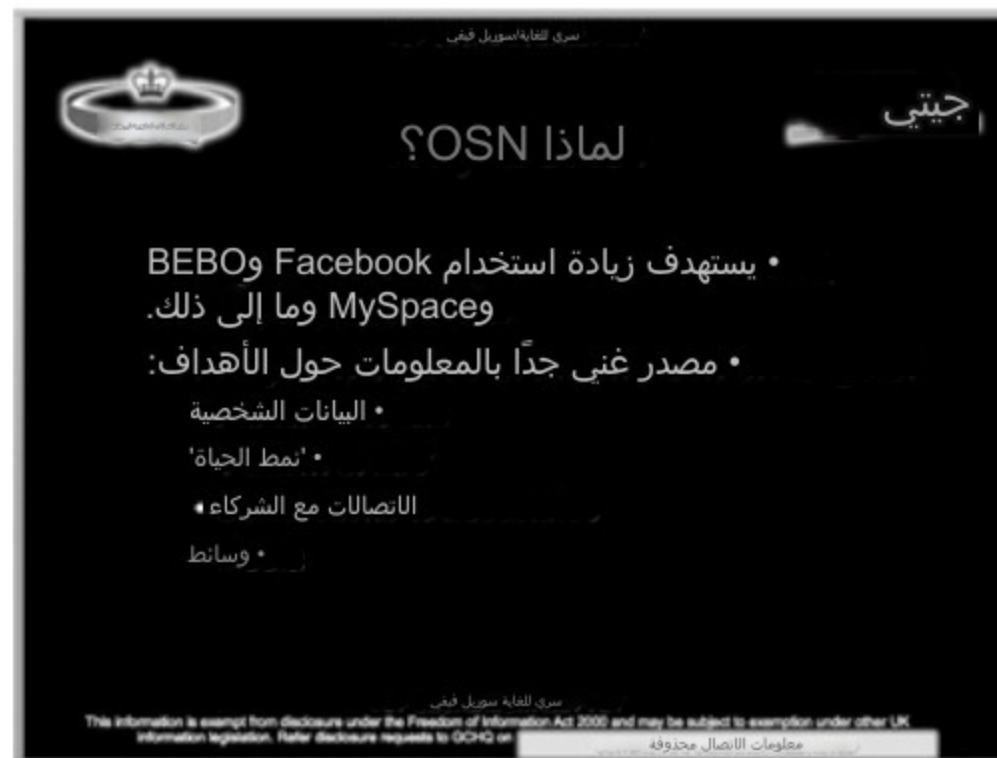 سري للغاية/سوريل فيفي
جيتي
لماذا OSN؟
• يستهدف زيادة استخدام Facebook وBEBO
وMySpace وما إلى ذلك.
• مصدر غني جدًا بالمعلومات حول الأهداف:
• البيانات الشخصية
• 'نمط الحياة'
الاتصالات مع الشركاء •
• وسائط
سري للغاية سوريل فيفي
This information is exempt from disclosure under the Freedom of Information Act 2000 and may be subject to exemption under other UK
information legislation. Refer disclosure requests to GCHQ on
معلومات الاتصال محذوفة